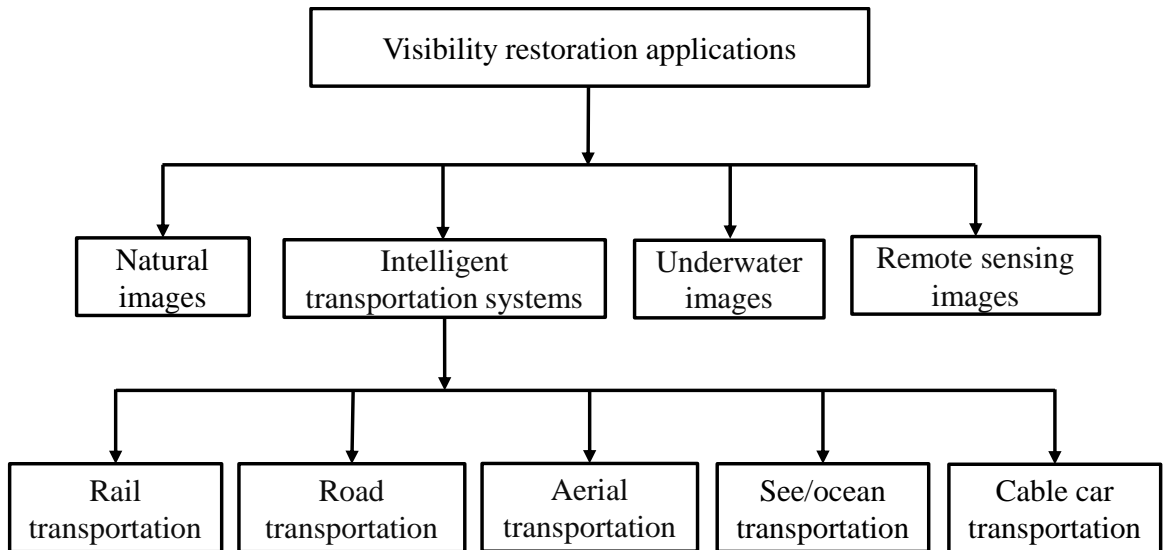 Visibility restoration applications
Natural
images
Intelligent
transportation systems
Underwater
images
Remote sensing
images
Rail
transportation
Road
transportation
Aerial
transportation
See/ocean
transportation
Cable car
transportation